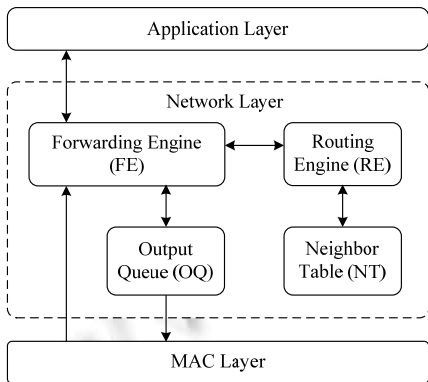 Application Layer
Network Layer
Forwarding Engine
(FE)
Routing
Engine (RE)
Output
Queue (OQ)
Neighbor
Table (NT)
MAC Layer